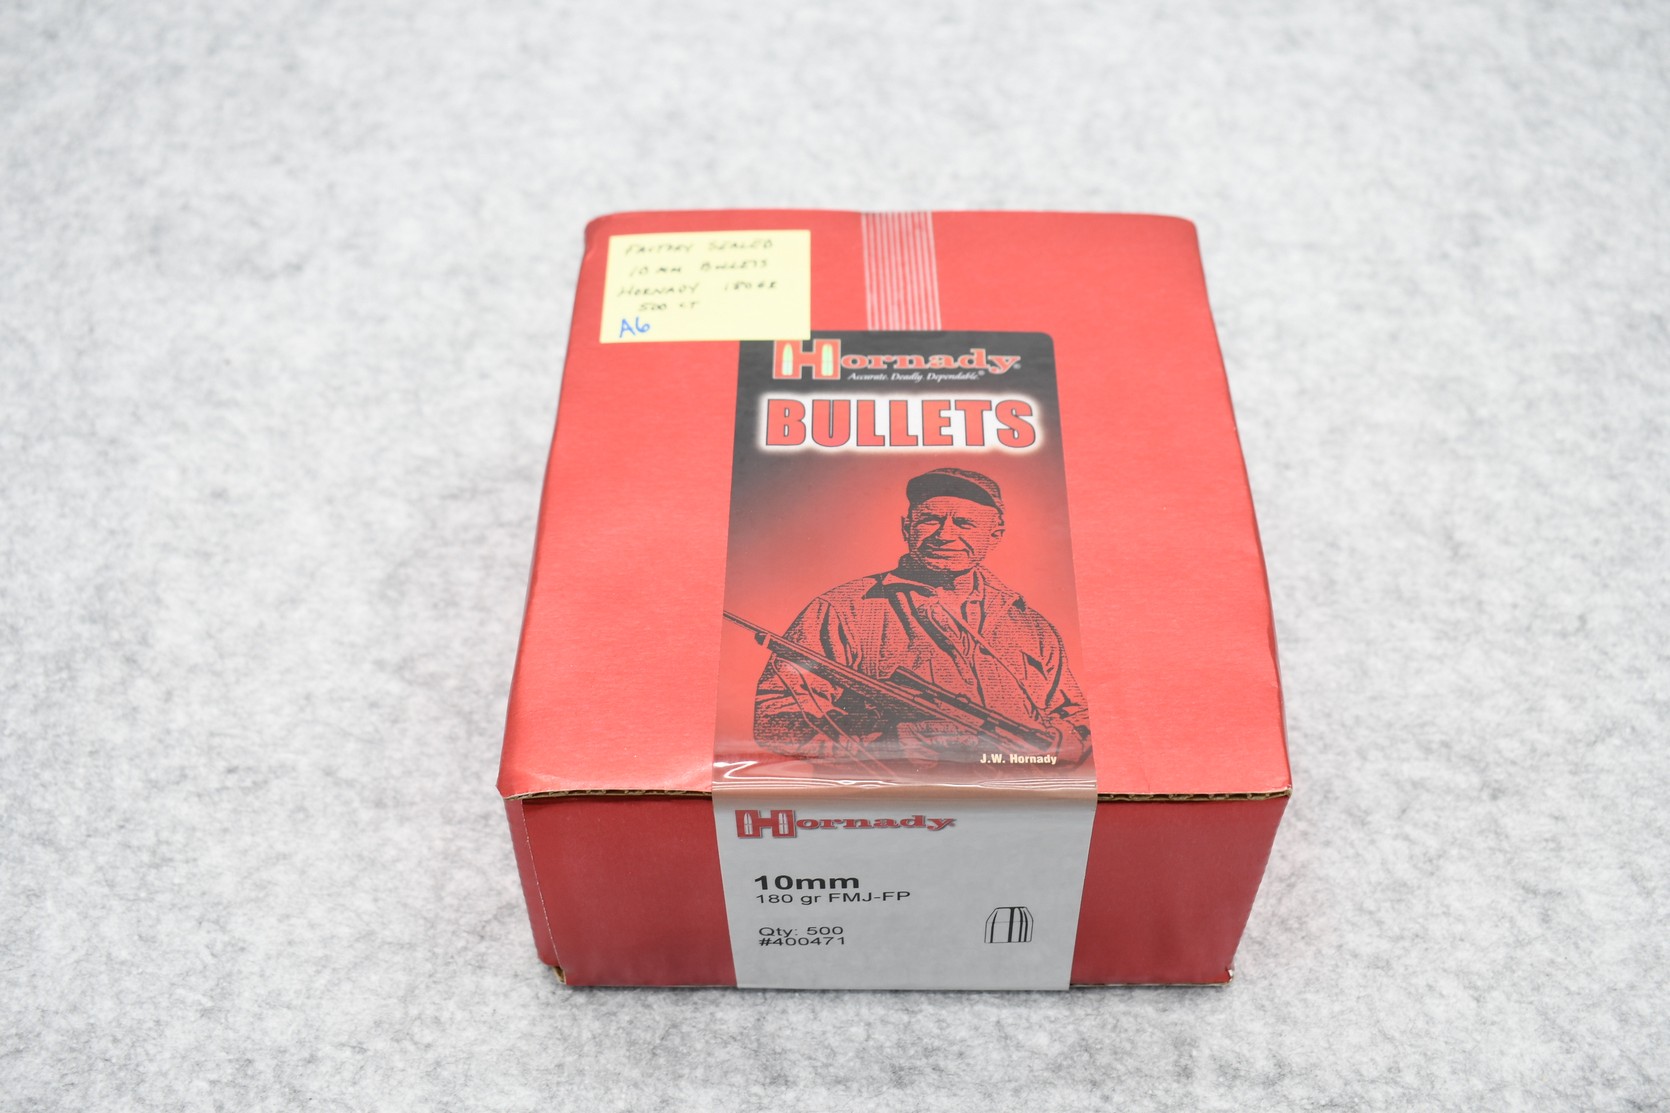 FACTORY SEALED
10 MM BULLETS
HORNADY 180 GR
500 CT
A6
Hornady®
Accurate. Deadly. Dependable.®
BULLETS
J.W. Hornady
Hornady
10mm
180 gr FMJ-FP
Qty: 500
#400471